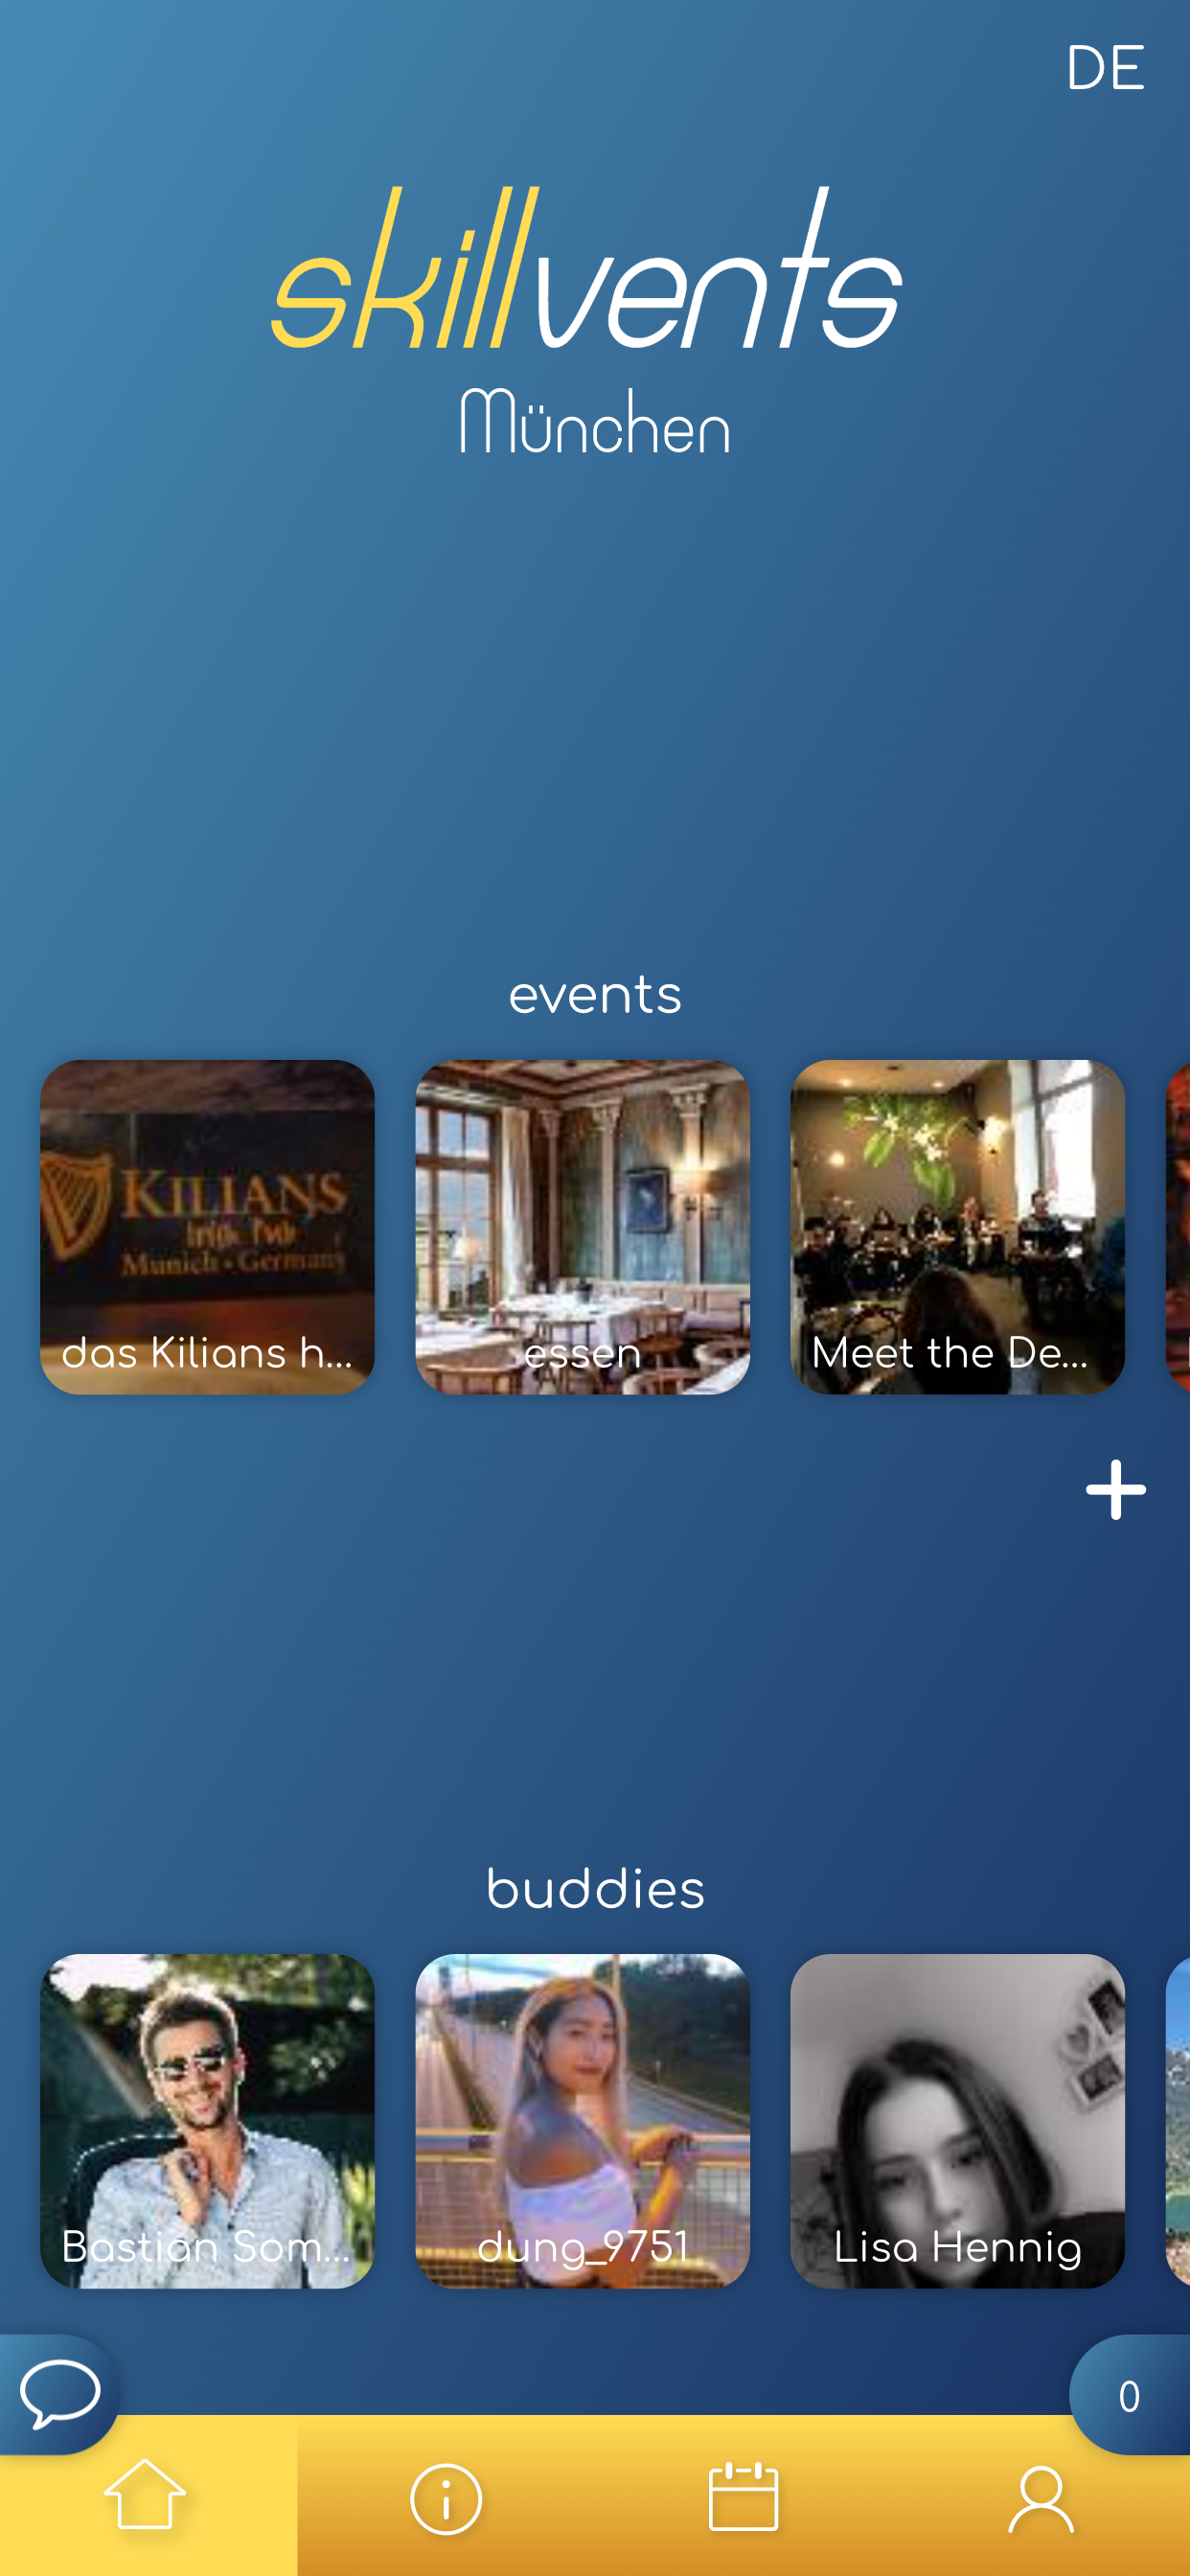 DE
skillvents
München
events
KILIANS
Irish Pub
Munich • Germany
das Kilians h...
essen
Meet the De...
buddies
Bastian Som...
dung_9751
Lisa Hennig
0